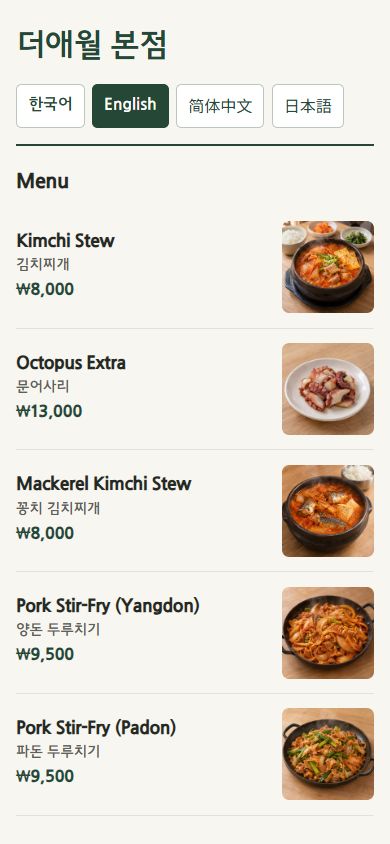 더애월 본점
한국어 English 简体中文 日本語
Menu
Kimchi Stew
김치찌개
₩8,000
Octopus Extra
문어사리
₩13,000
Mackerel Kimchi Stew
꽁치 김치찌개
₩8,000
Pork Stir-Fry (Yangdon)
양돈 두루치기
₩9,500
Pork Stir-Fry (Padon)
파돈 두루치기
₩9,500